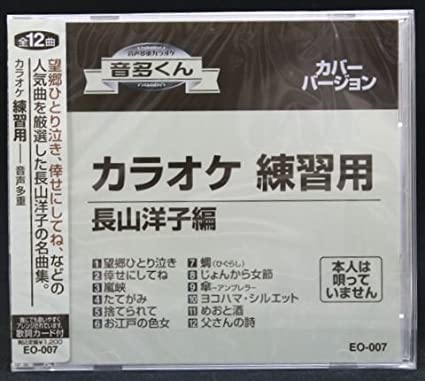 全12曲
カラオケ 練習用 ── 音声多重
望郷ひとり泣き、倖せにしてね、などの
人気曲を厳選した長山洋子の名曲集。
歌詞カード付
EO-007
音声多重カラオケ
音多くん
カバー
バージョン
カラオケ 練習用
長山洋子編
1 望郷ひとり泣き
2 倖せにしてね
3 嵐峡
4 たてがみ
5 捨てられて
6 お江戸の色女
7 蜩(ひぐらし)
8 じょんから女節
9 傘〜アンブレラ〜
10 ヨコハマ・シルエット
11 めおと酒
12 父さんの詩
本人は
唄って
いません
EO-007